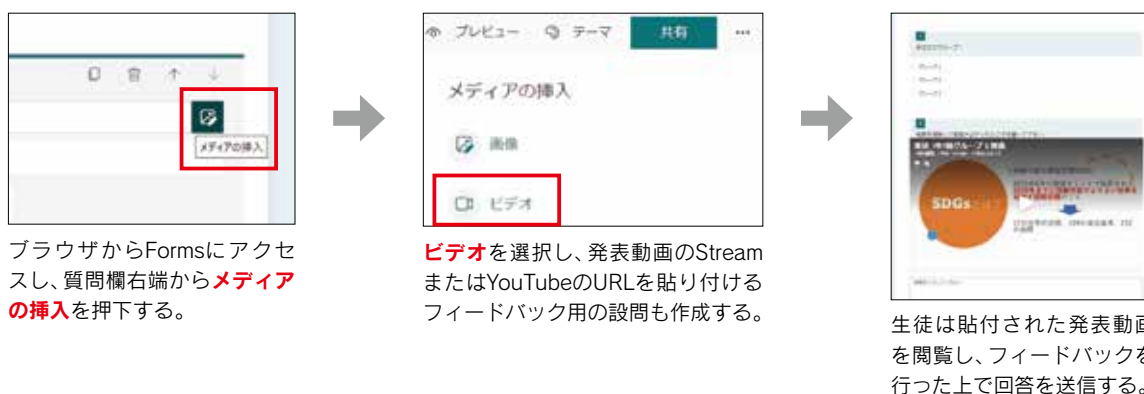 メディアの挿入
ブラウザからFormsにアクセ
スし、質問欄右端からメディア
の挿入を押下する。
プレビュー テーマ 共有 ...
メディアの挿入
画像
ビデオ
ビデオを選択し、発表動画のStream
またはYouTubeのURLを貼り付ける
フィードバック用の設問も作成する。
SDGs
生徒は貼付された発表動画
を閲覧し、フィードバックを
行った上で回答を送信する。